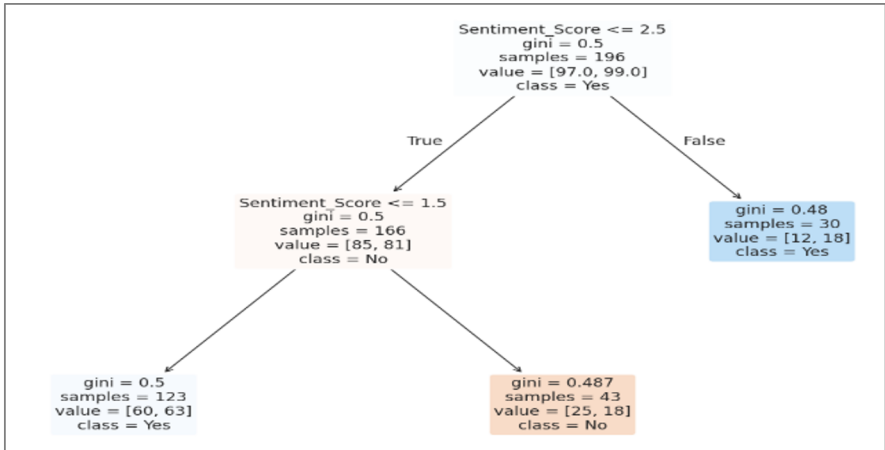 Sentiment_Score <= 2.5
gini = 0.5
samples = 196
value = [97.0, 99.0]
class = Yes
True
False
Sentiment_Score <= 1.5
gini = 0.5
samples = 166
value = [85, 81]
class = No
gini = 0.48
samples = 30
value = [12, 18]
class = Yes
gini = 0.5
samples = 123
value = [60, 63]
class = Yes
gini = 0.487
samples = 43
value = [25, 18]
class = No